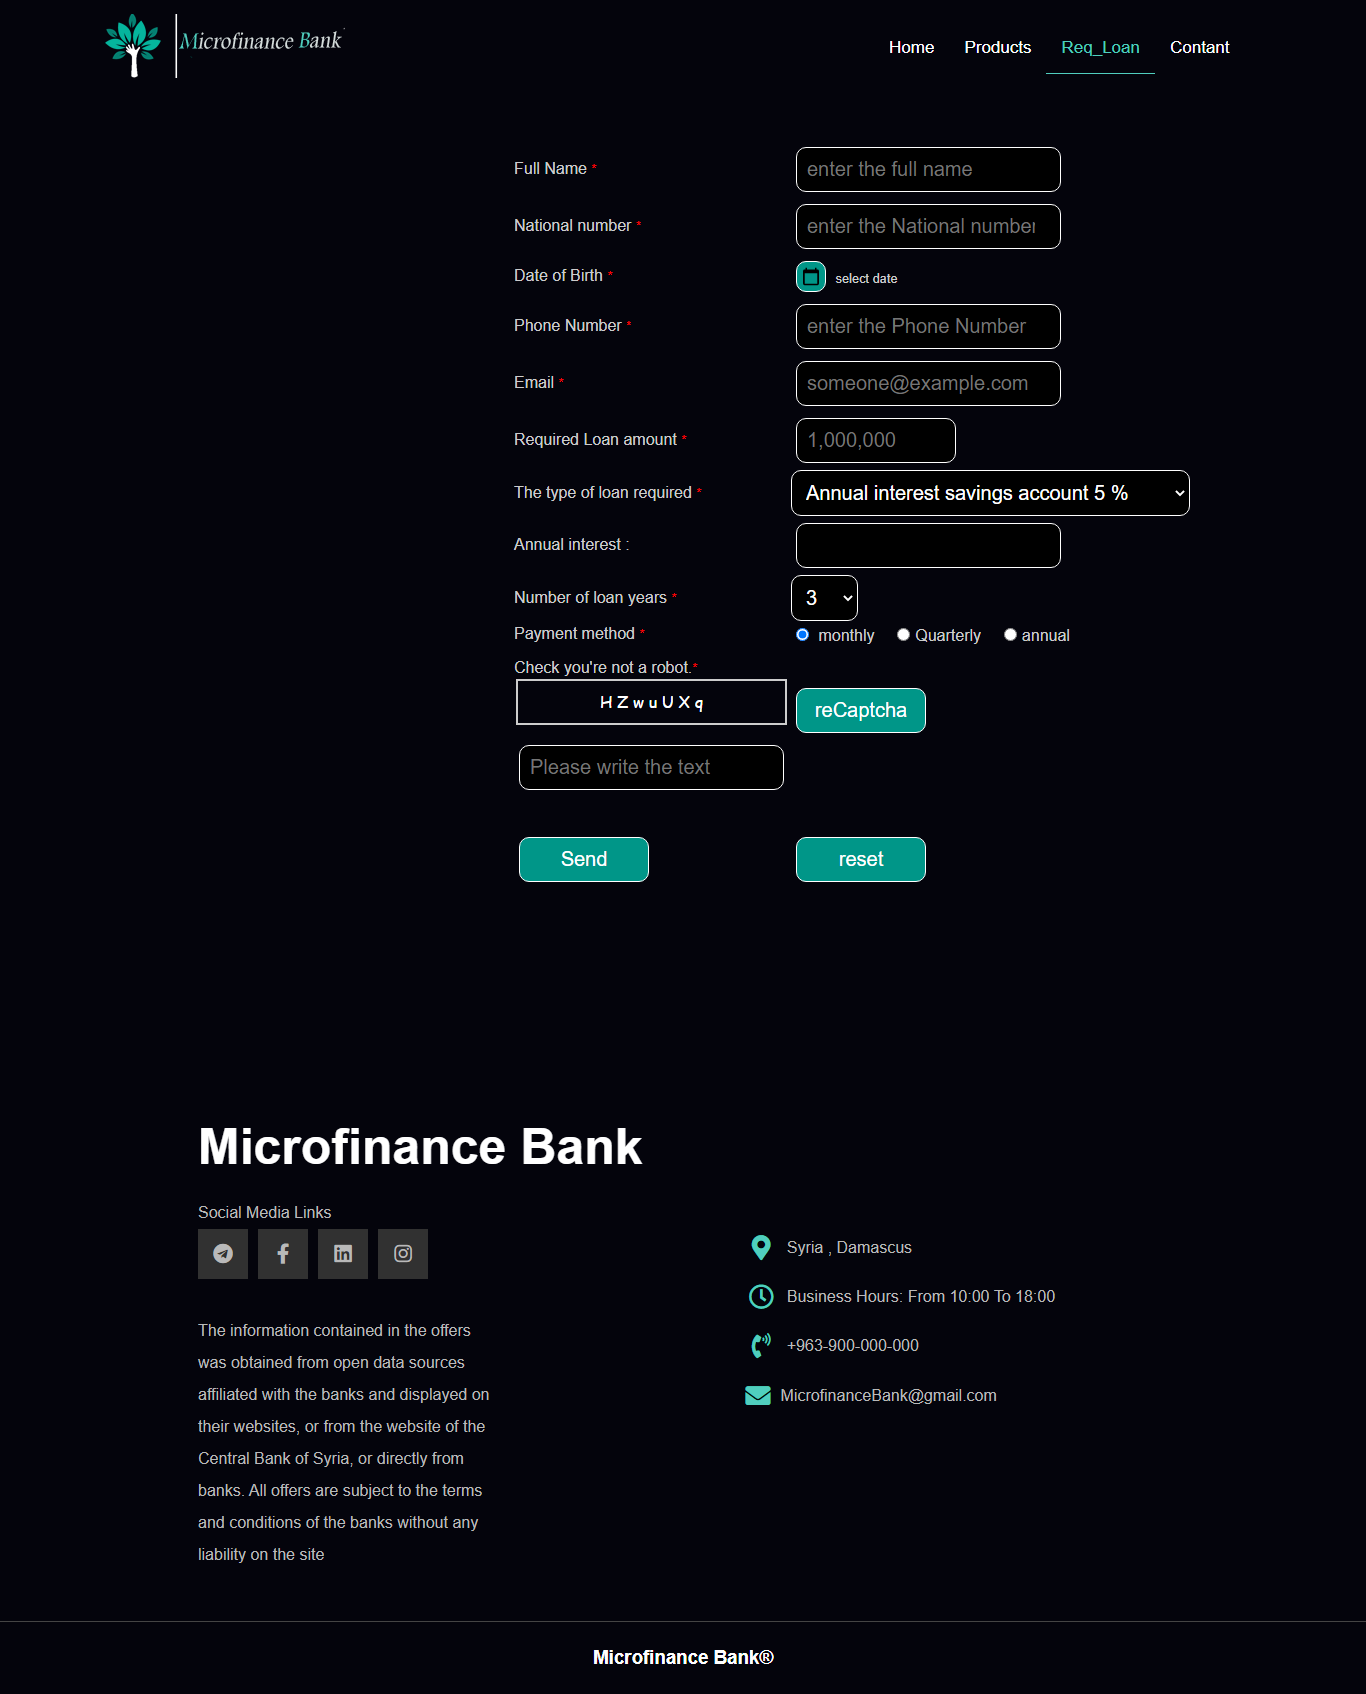 Microfinance Bank
Home Products Req_Loan Contant
Full Name * enter the full name
National number * enter the National number
Date of Birth * select date
Phone Number * enter the Phone Number
Email * someone@example.com
Required Loan amount * 1,000,000
The type of loan required * Annual interest savings account 5 %
Annual interest :
Number of loan years * 3
Payment method * monthly Quarterly annual
Check you're not a robot.*
HZwuUXq reCaptcha
Please write the text
Send reset
Microfinance Bank
Social Media Links
Syria , Damascus
Business Hours: From 10:00 To 18:00
+963-900-000-000
MicrofinanceBank@gmail.com
The information contained in the offers
was obtained from open data sources
affiliated with the banks and displayed on
their websites, or from the website of the
Central Bank of Syria, or directly from
banks. All offers are subject to the terms
and conditions of the banks without any
liability on the site
Microfinance Bank®